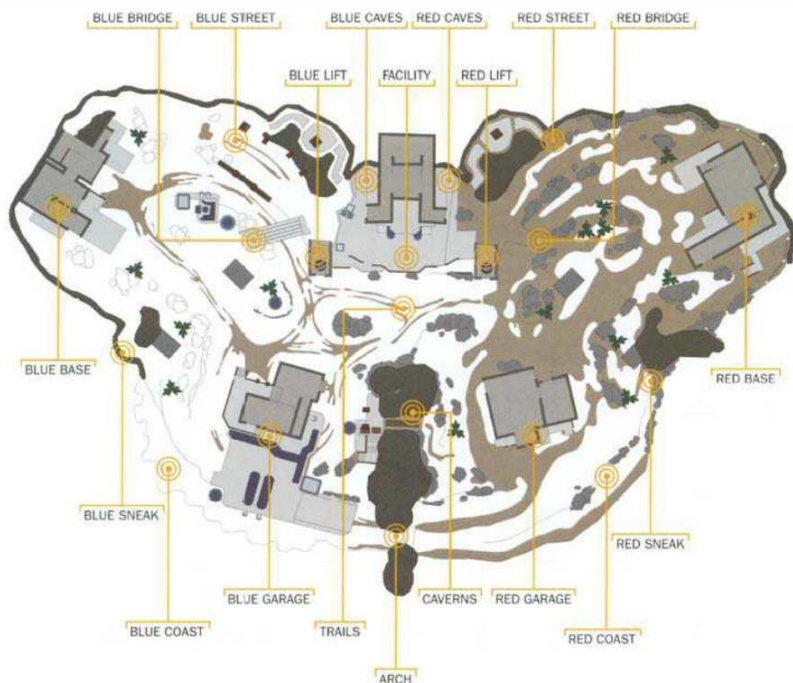 BLUE BRIDGE
BLUE STREET
BLUE CAVES
RED CAVES
RED STREET
RED BRIDGE
BLUE LIFT
FACILITY
RED LIFT
BLUE BASE
RED BASE
BLUE SNEAK
RED SNEAK
BLUE GARAGE
CAVERNS
RED GARAGE
BLUE COAST
TRAILS
RED COAST
ARCH